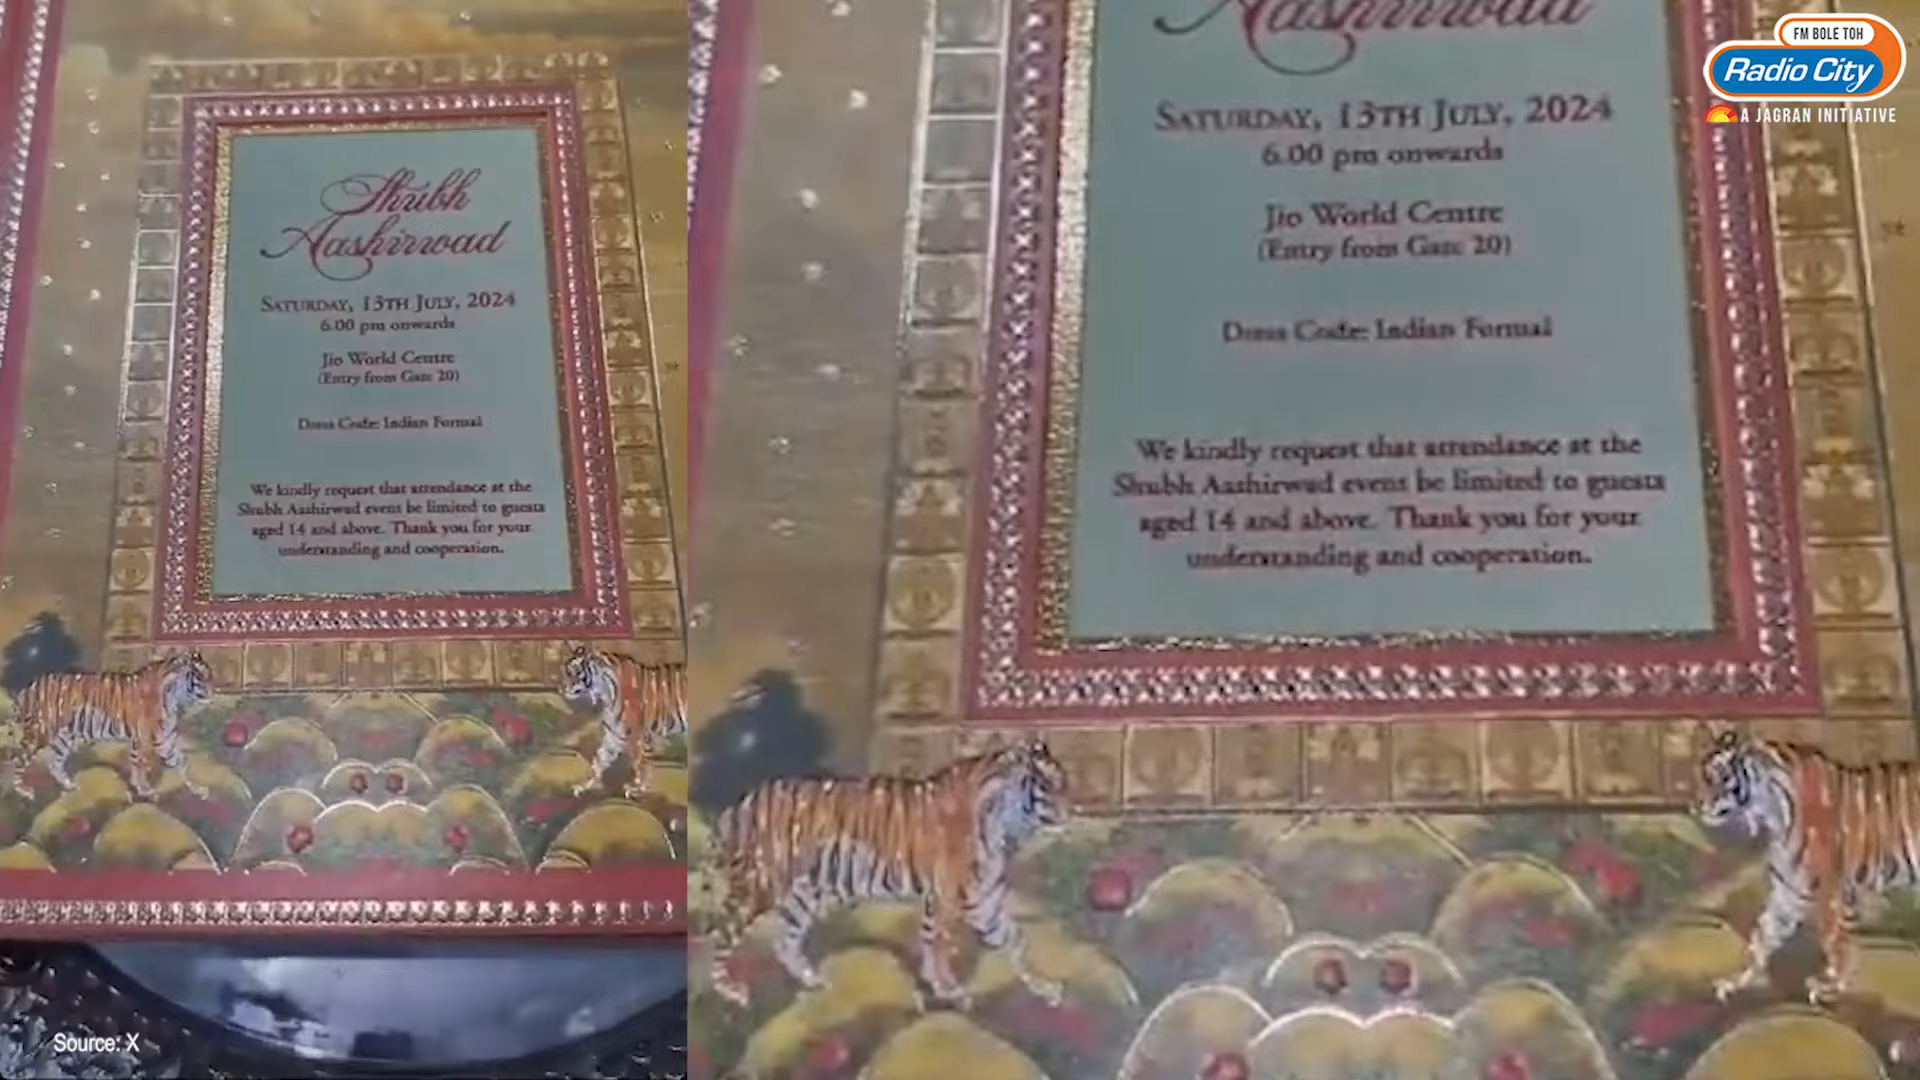 Shubh
Aashirwad
SATURDAY, 13TH JULY, 2024
6.00 pm onwards
Jio World Centre
(Entry from Gate 20)
Dress Code: Indian Formal
We kindly request that attendance at the
Shubh Aashirwad event be limited to guests
aged 14 and above. Thank you for your
understanding and cooperation.
Source: X
Aashirwad
SATURDAY, 13TH JULY, 2024
6.00 pm onwards
Jio World Centre
(Entry from Gate 20)
Dress Code: Indian Formal
We kindly request that attendance at the
Shubh Aashirwad event be limited to guests
aged 14 and above. Thank you for your
understanding and cooperation.
FM BOLE TOH
Radio City
A JAGRAN INITIATIVE